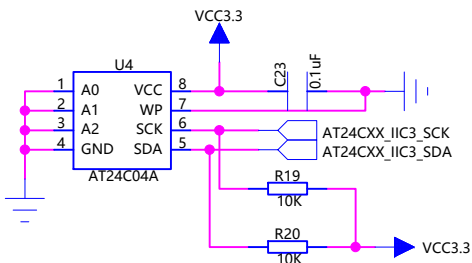 VCC3.3
U4
C23
0.1uF
1 A0 VCC 8
2 A1 WP 7
3 A2 SCK 6
4 GND SDA 5
AT24C04A
AT24CXX_IIC3_SCK
AT24CXX_IIC3_SDA
R19
10K
R20
10K
VCC3.3